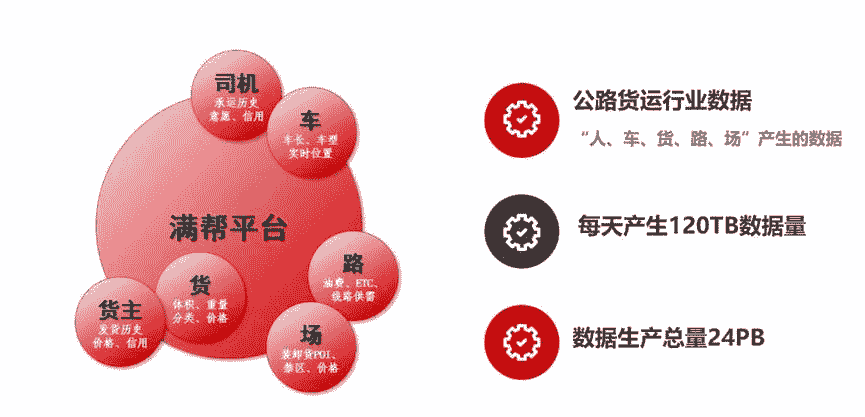 司机
承运历史
意愿、信用
车
车长、车型
实时位置
满帮平台
路
油费、ETC、
线路供需
货
体积、重量
分类、价格
货主
发货历史
价格、信用
场
装卸货POI、
禁区、价格
公路货运行业数据
“人、车、货、路、场”产生的数据
每天产生120TB数据量
数据生产总量24PB